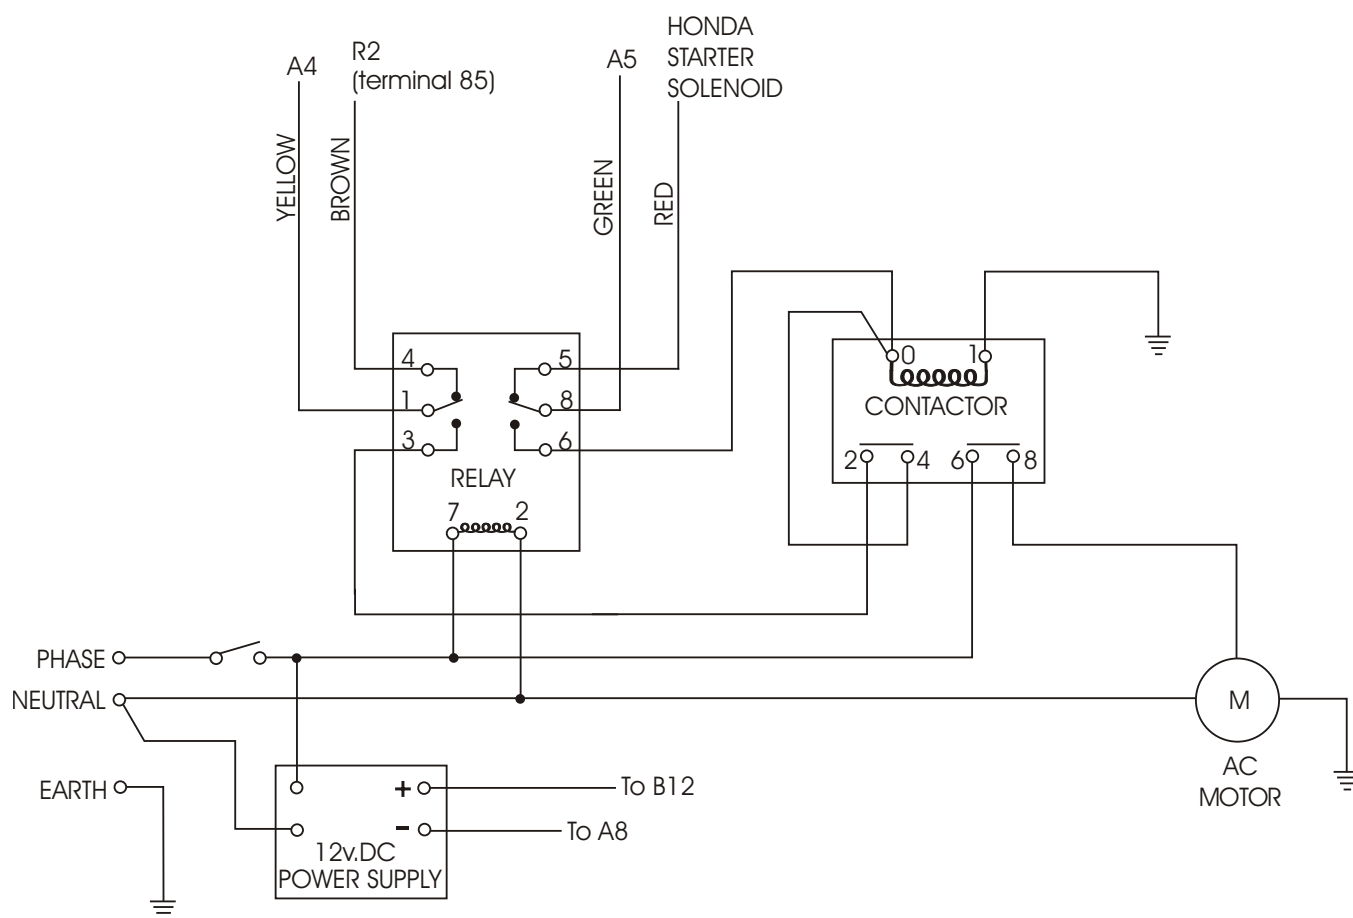 HONDA
STARTER
SOLENOID
A4
R2
(terminal 85)
A5
YELLOW
BROWN
GREEN
RED
4
5
1
8
3
6
RELAY
7
2
0
1
CONTACTOR
2
4
6
8
PHASE
NEUTRAL
EARTH
M
AC
MOTOR
+
To B12
-
To A8
12v.DC
POWER SUPPLY